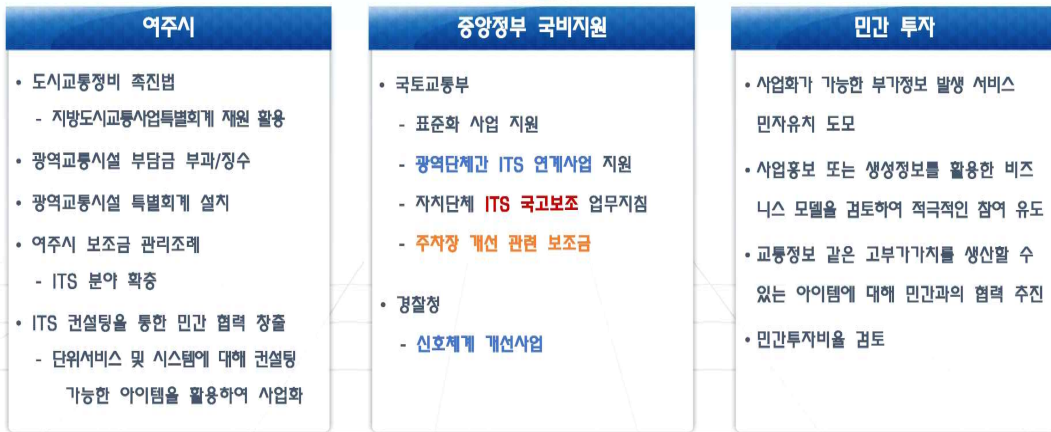 여주시
• 도시교통정비 촉진법
- 지방도시교통사업특별회계 재원 활용
• 광역교통시설 부담금 부과/징수
• 광역교통시설 특별회계 설치
• 여주시 보조금 관리조례
- ITS 분야 확충
• ITS 컨설팅을 통한 민간 협력 창출
- 단위서비스 및 시스템에 대해 컨설팅
가능한 아이템을 활용하여 사업화
중앙정부 국비지원
• 국토교통부
- 표준화 사업 지원
- 광역단체간 ITS 연계사업 지원
- 자치단체 ITS 국고보조 업무지침
- 주차장 개선 관련 보조금
• 경찰청
- 신호체계 개선사업
민간 투자
• 사업화가 가능한 부가정보 발생 서비스
민자유치 도모
• 사업홍보 또는 생성정보를 활용한 비즈
니스 모델을 검토하여 적극적인 참여 유도
• 교통정보 같은 고부가가치를 생산할 수
있는 아이템에 대해 민간과의 협력 추진
• 민간투자비율 검토